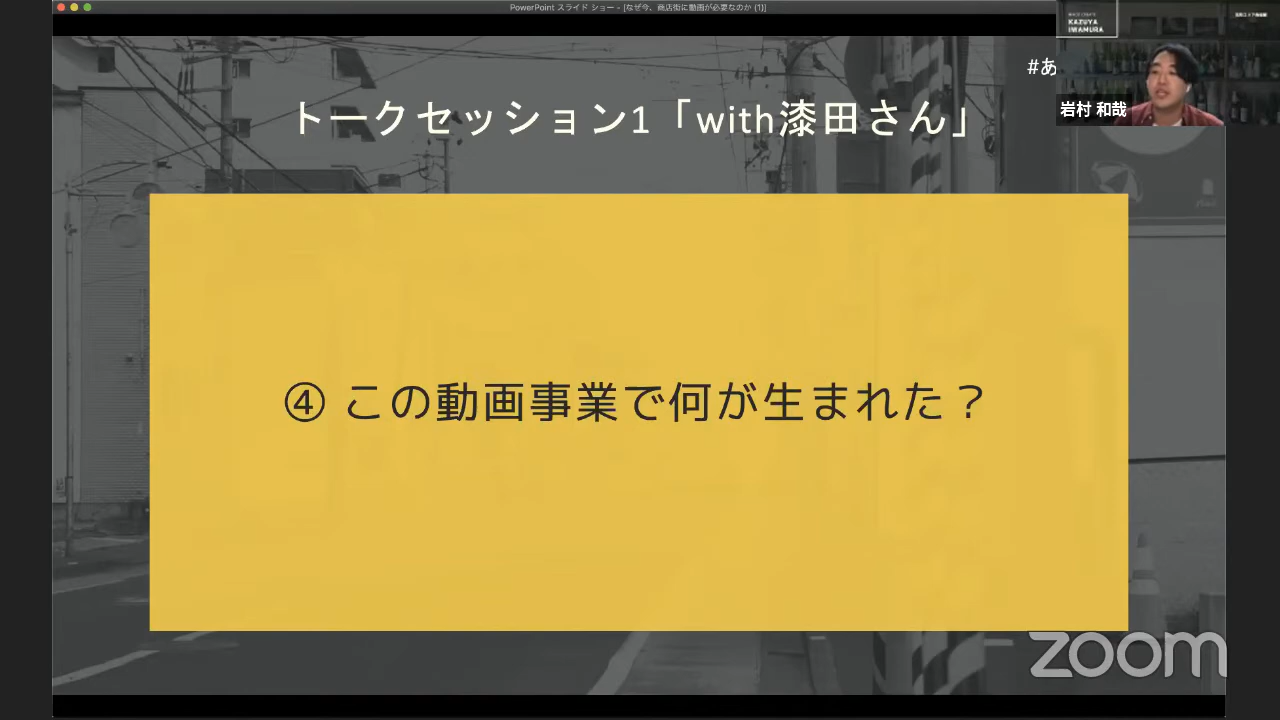 PowerPoint スライド ショー - [なぜ今、商店街に動画が必要なのか (1)]
KAZUYA
IMAMURA
#あ
岩村 和哉
トークセッション1「with漆田さん」
④ この動画事業で何が生まれた？
zoom